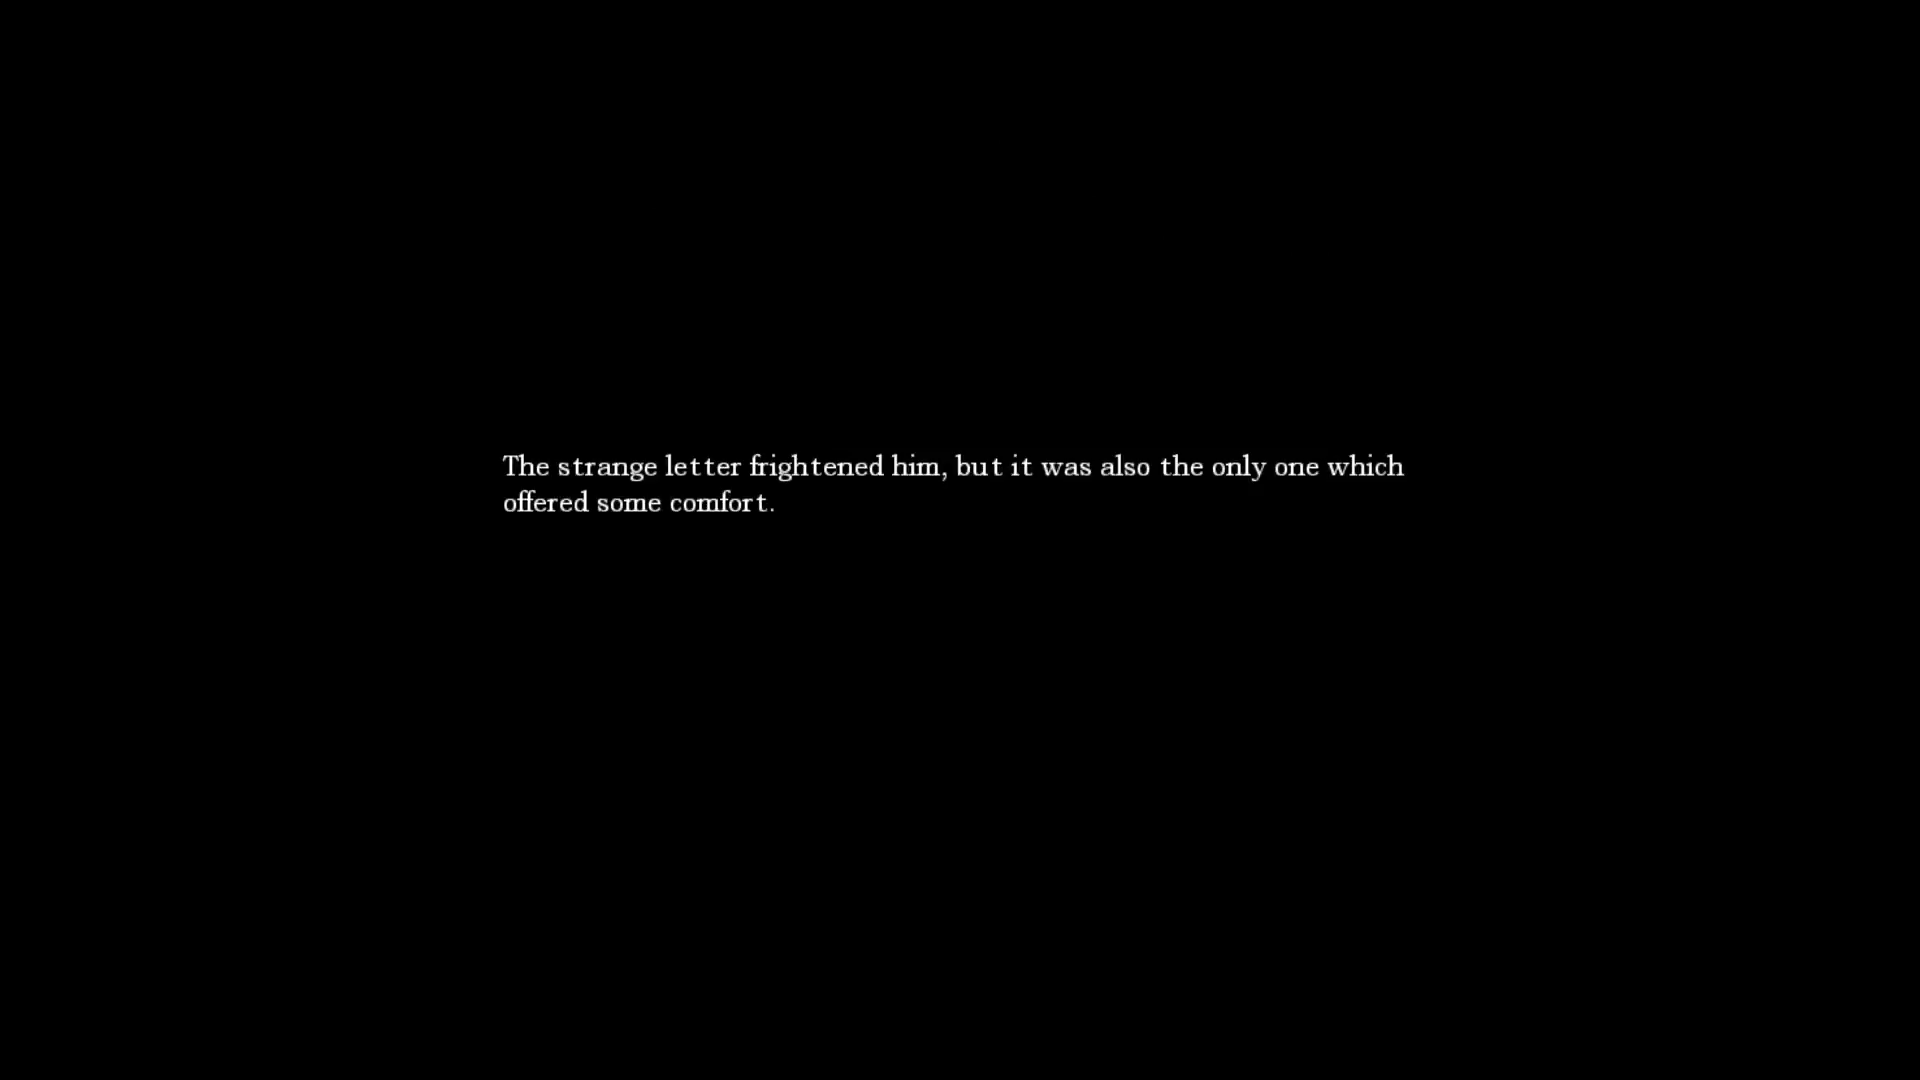 The strange letter frightened him, but it was also the only one which
offered some comfort.